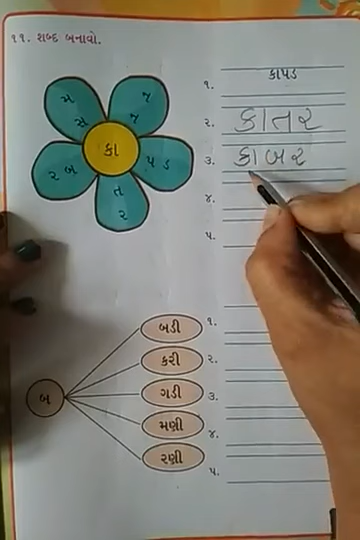 ૧૧. શબ્દ બનાવો.
કા
ન ન
પ ડ
ત ર
ર બ
મ સ
૧. કાપડ
૨. કાતર
૩. કાબર
૪.
૫.
બ
બડી
કરી
ગડી
મણી
રણી
૧.
૨.
૩.
૪.
૫.